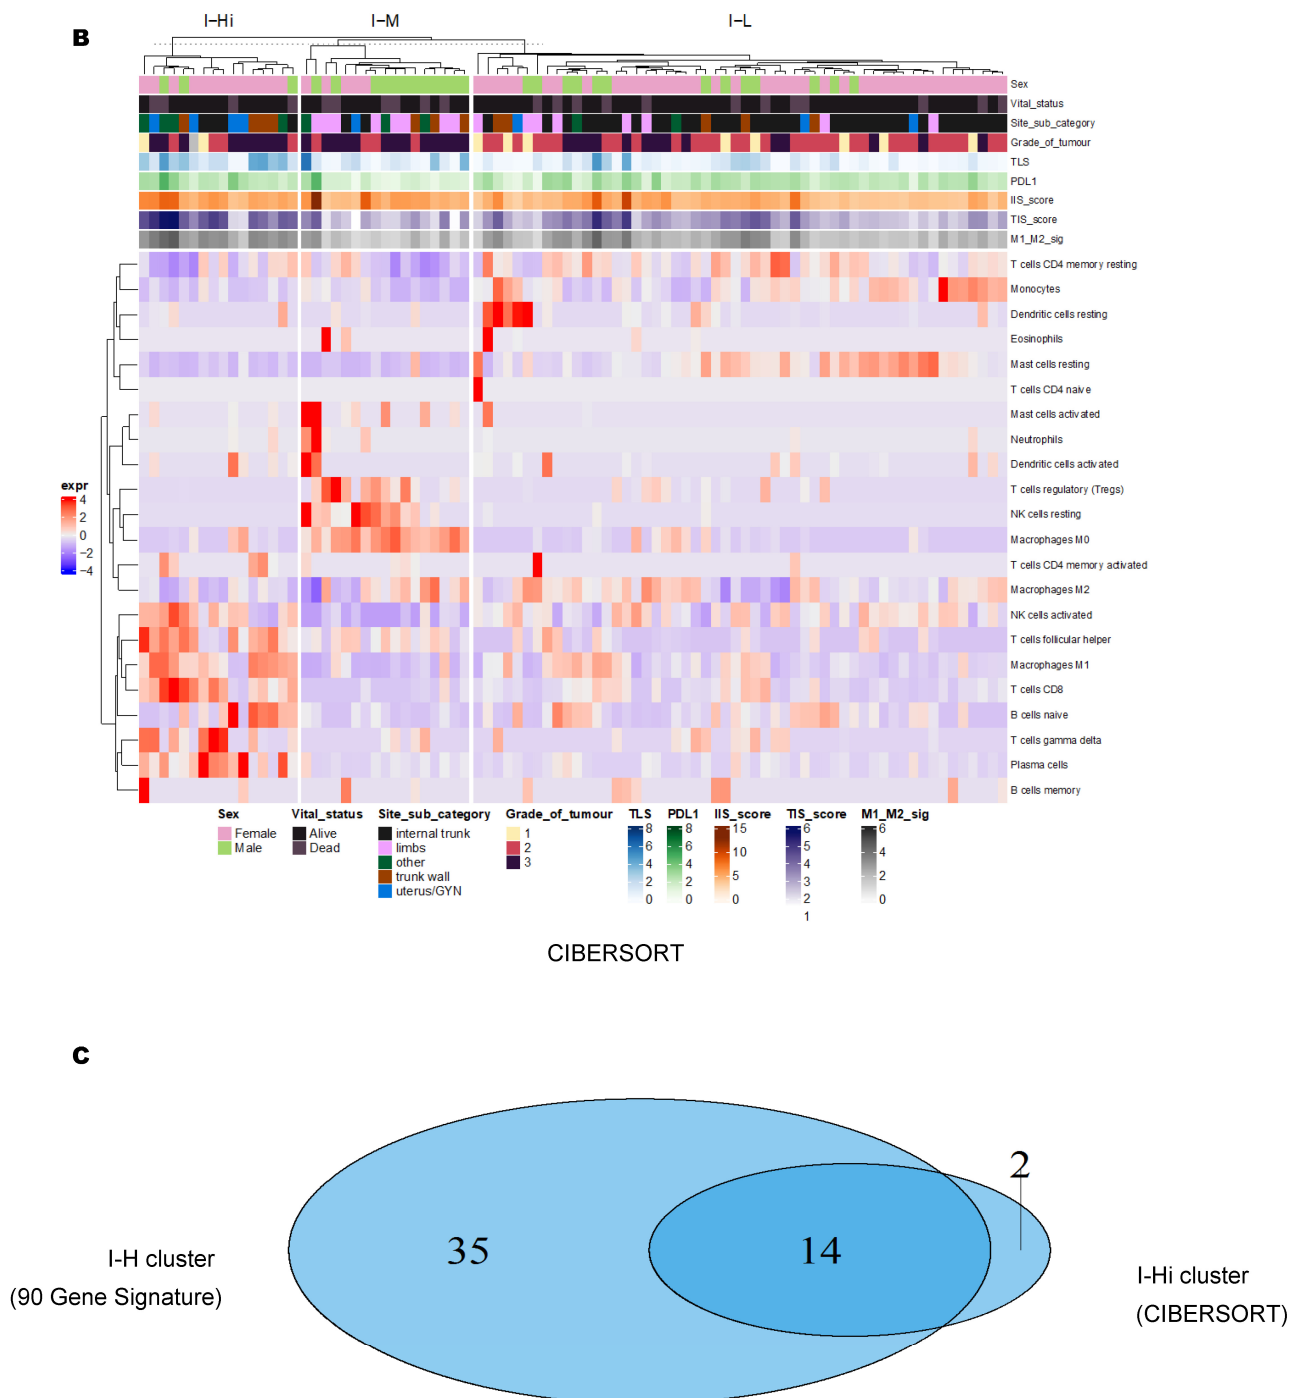 B
I-Hi
I-M
I-L
Sex
Vital_status
Site_sub_category
Grade_of_tumour
TLS
PDL1
IIS_score
TIS_score
M1_M2_sig
T cells CD4 memory resting
Monocytes
Dendritic cells resting
Eosinophils
Mast cells resting
T cells CD4 naive
Mast cells activated
Neutrophils
Dendritic cells activated
T cells regulatory (Tregs)
NK cells resting
Macrophages M0
T cells CD4 memory activated
Macrophages M2
NK cells activated
T cells follicular helper
Macrophages M1
T cells CD8
B cells naive
T cells gamma delta
Plasma cells
B cells memory
expr
4
2
0
-2
-4
Sex
Female
Male
Vital_status
Alive
Dead
Site_sub_category
internal trunk
limbs
other
trunk wall
uterus/GYN
Grade_of_tumour
1
2
3
TLS
8
6
4
2
0
PDL1
8
6
4
2
0
IIS_score
15
10
5
0
TIS_score
6
5
4
3
2
1
M1_M2_sig
6
4
2
0
CIBERSORT
C
2
35
14
I-H cluster
(90 Gene Signature)
I-Hi cluster
(CIBERSORT)